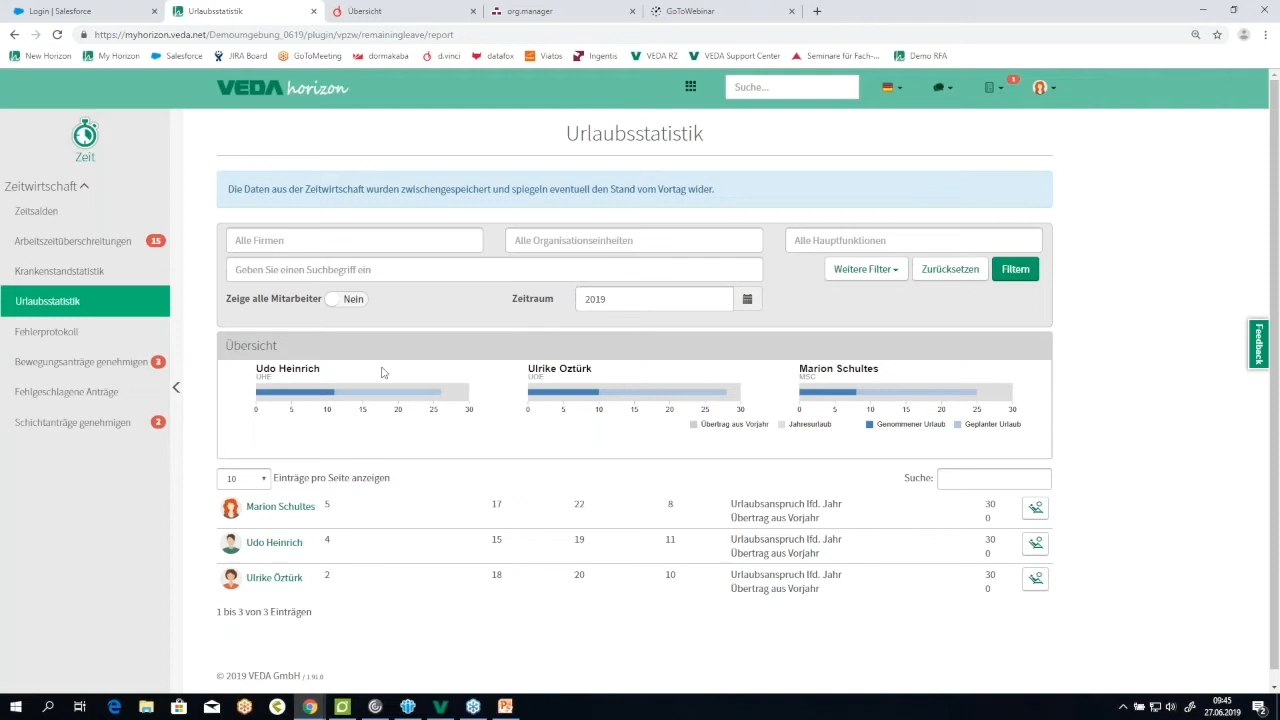 Login | Salesforce
Urlaubsstatistik
Übersicht
org.manager
GoToWebinar
https://myhorizon.veda.net/Demoumgebung_0619/plugin/vpzw/remainingleave/report
New Horizon
My Horizon
Salesforce
JIRA Board
GoToMeeting
dormakaba
d.vinci
datafox
Viatos
Ingentis
VEDA RZ
VEDA Support Center
Seminare für Fach-...
Demo RFA
VEDA horizon
Suche...
1
Zeit
Zeitwirtschaft
Zeitsalden
Arbeitszeitüberschreitungen 15
Krankenstandstatistik
Urlaubsstatistik
Fehlerprotokoll
Bewegungsanträge genehmigen 3
Fehlgeschlagene Anträge
Schichtanträge genehmigen 2
Urlaubsstatistik
Die Daten aus der Zeitwirtschaft wurden zwischengespeichert und spiegeln eventuell den Stand vom Vortag wider.
Alle Firmen
Alle Organisationseinheiten
Alle Hauptfunktionen
Geben Sie einen Suchbegriff ein
Weitere Filter
Zurücksetzen
Filtern
Zeige alle Mitarbeiter Nein
Zeitraum
2019
Übersicht
Udo Heinrich
UHE
0 5 10 15 20 25 30
Ulrike Öztürk
UOE
0 5 10 15 20 25 30
Marion Schultes
MSC
0 5 10 15 20 25 30
Übertrag aus Vorjahr Jahresurlaub Genommener Urlaub Geplanter Urlaub
10 Einträge pro Seite anzeigen
Suche:
Marion Schultes 5 17 22 8 Urlaubsanspruch lfd. Jahr 30
Übertrag aus Vorjahr 0
Udo Heinrich 4 15 19 11 Urlaubsanspruch lfd. Jahr 30
Übertrag aus Vorjahr 0
Ulrike Öztürk 2 18 20 10 Urlaubsanspruch lfd. Jahr 30
Übertrag aus Vorjahr 0
1 bis 3 von 3 Einträgen
© 2019 VEDA GmbH / 1.91.0
Feedback
09:45
27.06.2019
2